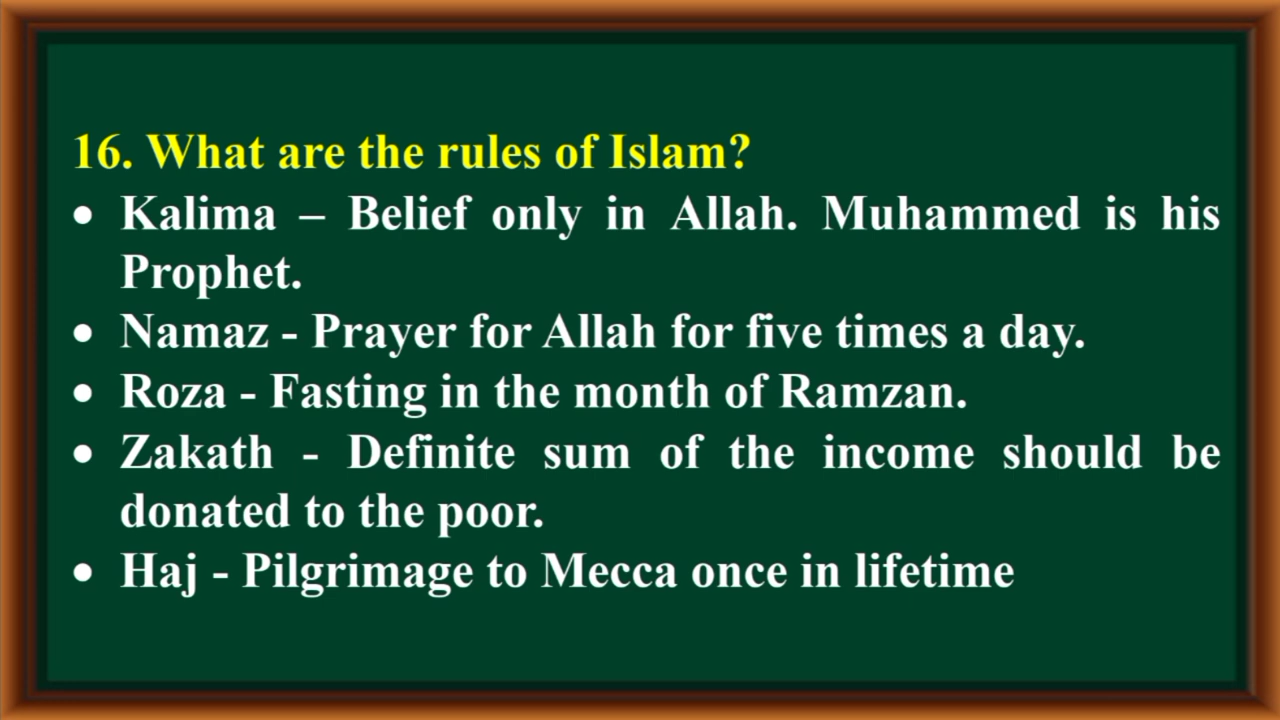 16. What are the rules of Islam?
• Kalima – Belief only in Allah. Muhammed is his
Prophet.
• Namaz - Prayer for Allah for five times a day.
• Roza - Fasting in the month of Ramzan.
• Zakath - Definite sum of the income should be
donated to the poor.
• Haj - Pilgrimage to Mecca once in lifetime